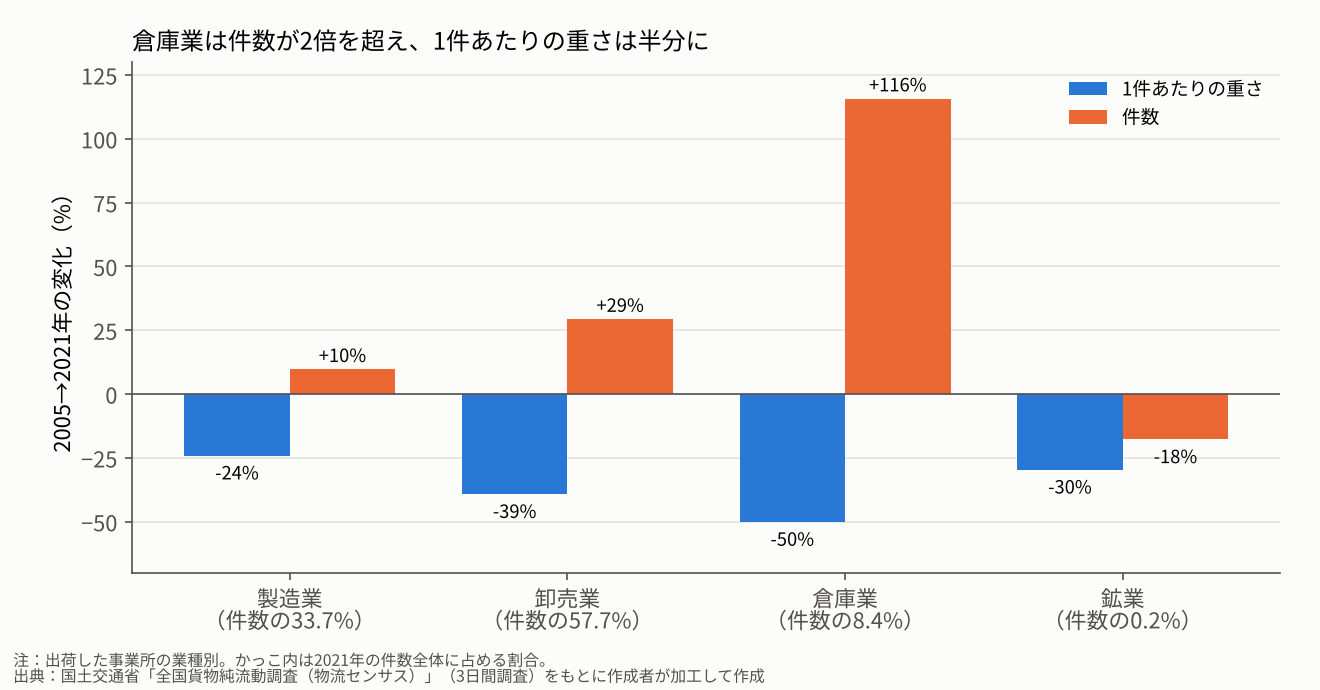 倉庫業は件数が2倍を超え、1件あたりの重さは半分に
1件あたりの重さ
件数
2005→2021年の変化（%）
125
100
75
50
25
0
−25
−50
-24%
+10%
-39%
+29%
-50%
+116%
-30%
-18%
製造業
（件数の33.7%）
卸売業
（件数の57.7%）
倉庫業
（件数の8.4%）
鉱業
（件数の0.2%）
注：出荷した事業所の業種別。かっこ内は2021年の件数全体に占める割合。
出典：国土交通省「全国貨物純流動調査（物流センサス）」（3日間調査）をもとに作成者が加工して作成